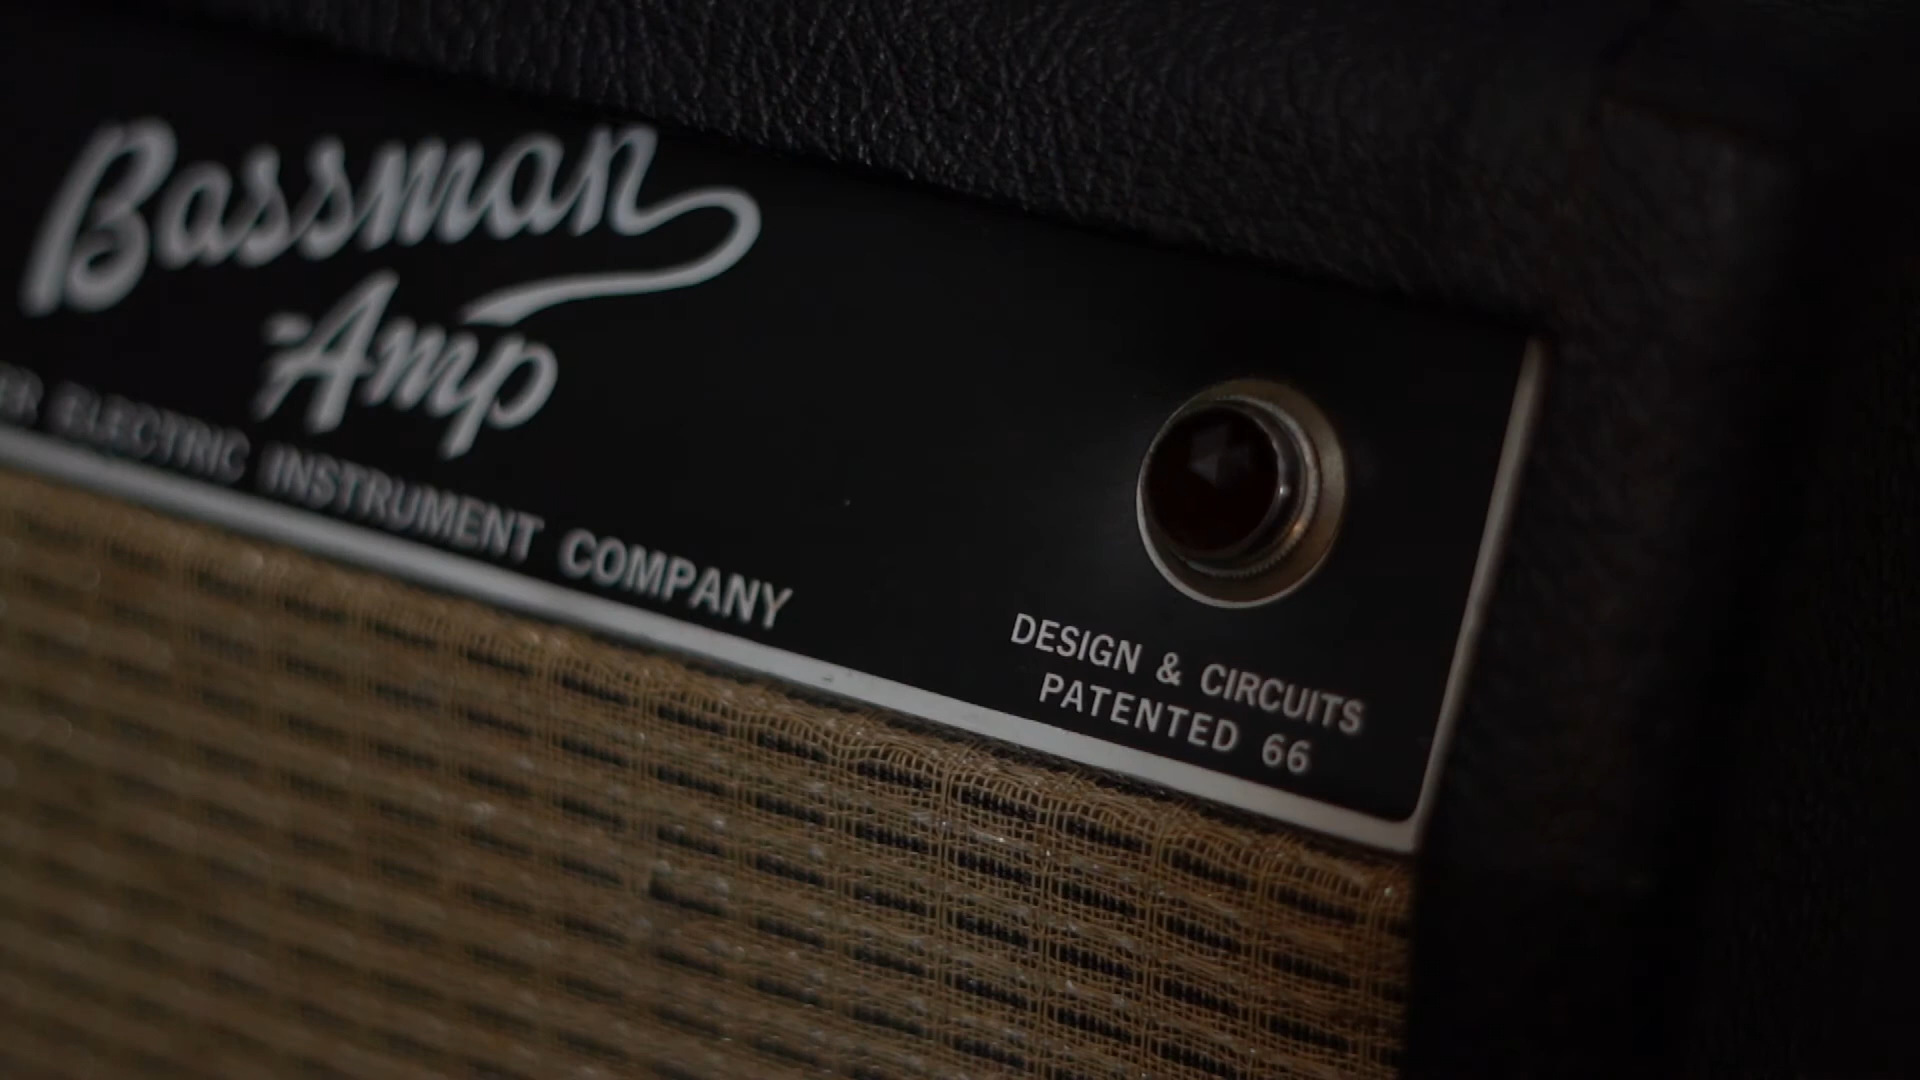 Bassman
Amp
ELECTRIC INSTRUMENT COMPANY
DESIGN & CIRCUITS
PATENTED 66